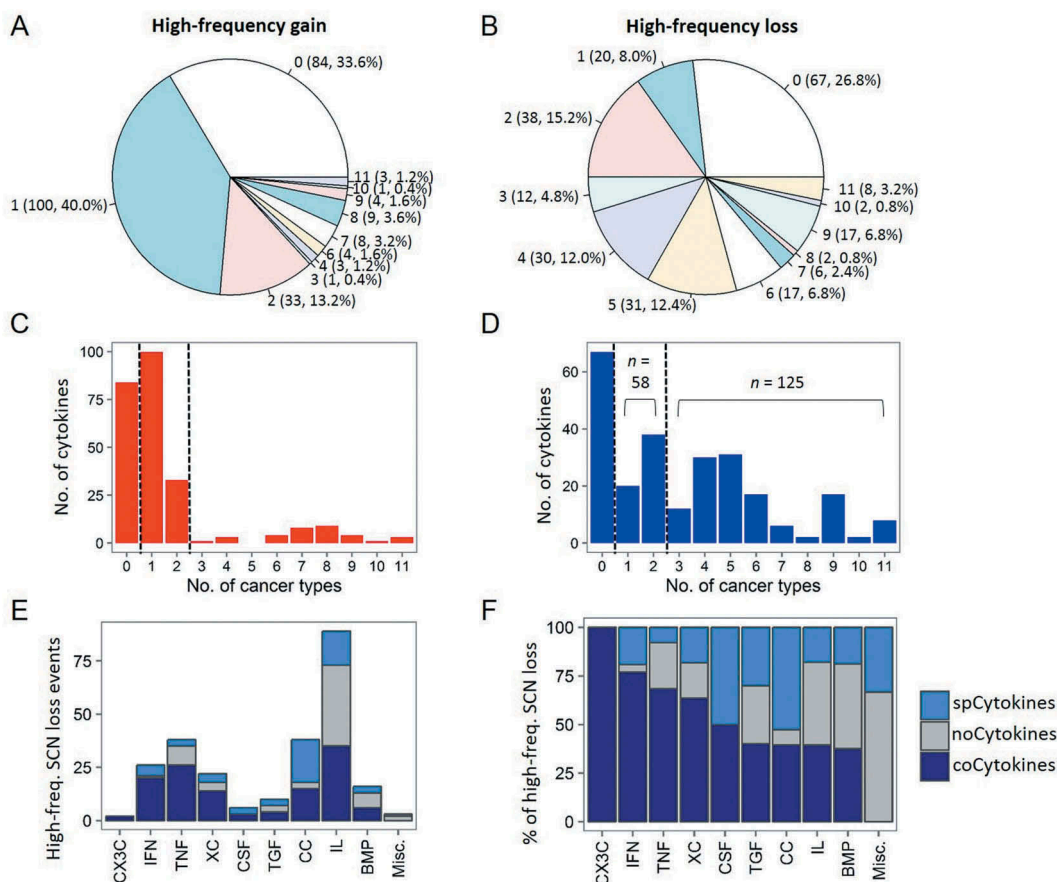 A
High-frequency gain
0 (84, 33.6%)
11 (3, 1.2%)
10 (1, 0.4%)
9 (4, 1.6%)
8 (9, 3.6%)
7 (8, 3.2%)
6 (4, 1.6%)
4 (3, 1.2%)
3 (1, 0.4%)
2 (33, 13.2%)
1 (100, 40.0%)
B
High-frequency loss
0 (67, 26.8%)
1 (20, 8.0%)
2 (38, 15.2%)
3 (12, 4.8%)
4 (30, 12.0%)
5 (31, 12.4%)
6 (17, 6.8%)
7 (6, 2.4%)
8 (2, 0.8%)
9 (17, 6.8%)
10 (2, 0.8%)
11 (8, 3.2%)
C
No. of cytokines
100
75
50
25
0
0 1 2 3 4 5 6 7 8 9 10 11
No. of cancer types
D
No. of cytokines
60
40
20
0
n =
58
n = 125
0 1 2 3 4 5 6 7 8 9 10 11
No. of cancer types
E
High-freq. SCN loss events
75
50
25
0
CX3C IFN TNF XC CSF TGF CC IL BMP Misc.
F
% of high-freq. SCN loss
100
75
50
25
0
CX3C IFN TNF XC CSF TGF CC IL BMP Misc.
spCytokines
noCytokines
coCytokines